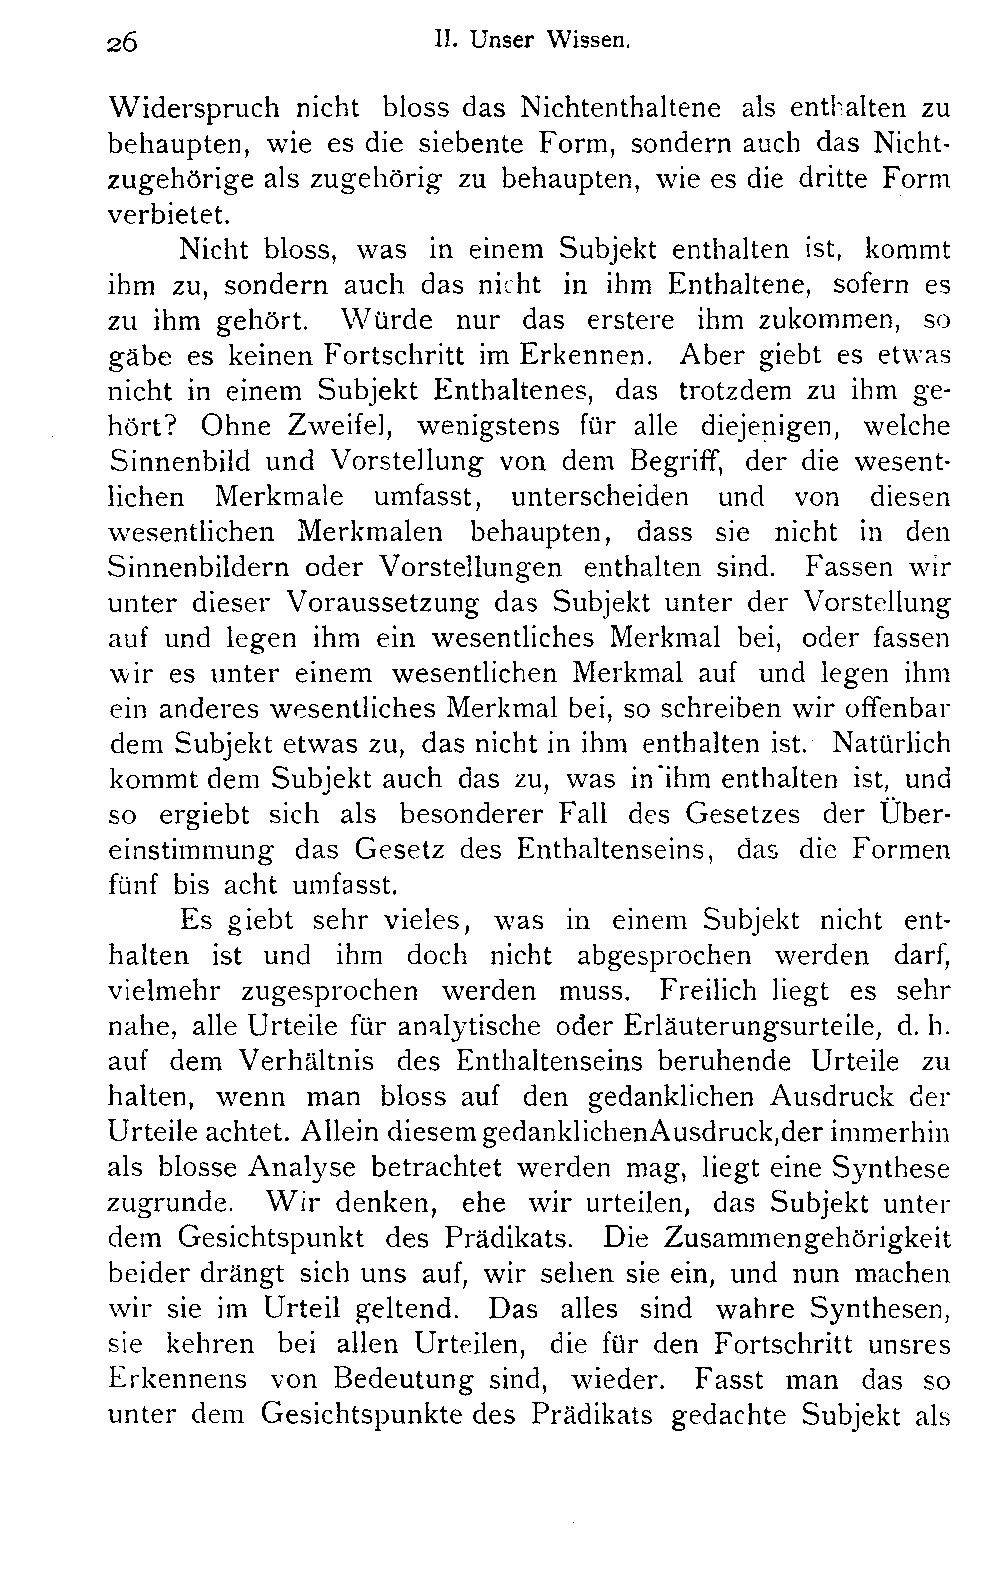 26 II. Unser Wissen.
Widerspruch nicht bloss das Nichtenthaltene als enthalten zu
behaupten, wie es die siebente Form, sondern auch das Nicht-
zugehörige als zugehörig zu behaupten, wie es die dritte Form
verbietet.
Nicht bloss, was in einem Subjekt enthalten ist, kommt
ihm zu, sondern auch das nicht in ihm Enthaltene, sofern es
zu ihm gehört. Würde nur das erstere ihm zukommen, so
gäbe es keinen Fortschritt im Erkennen. Aber giebt es etwas
nicht in einem Subjekt Enthaltenes, das trotzdem zu ihm ge-
hört? Ohne Zweifel, wenigstens für alle diejenigen, welche
Sinnenbild und Vorstellung von dem Begriff, der die wesent-
lichen Merkmale umfasst, unterscheiden und von diesen
wesentlichen Merkmalen behaupten, dass sie nicht in den
Sinnenbildern oder Vorstellungen enthalten sind. Fassen wir
unter dieser Voraussetzung das Subjekt unter der Vorstellung
auf und legen ihm ein wesentliches Merkmal bei, oder fassen
wir es unter einem wesentlichen Merkmal auf und legen ihm
ein anderes wesentliches Merkmal bei, so schreiben wir offenbar
dem Subjekt etwas zu, das nicht in ihm enthalten ist. Natürlich
kommt dem Subjekt auch das zu, was in ihm enthalten ist, und
so ergiebt sich als besonderer Fall des Gesetzes der Über-
einstimmung das Gesetz des Enthaltenseins, das die Formen
fünf bis acht umfasst.
Es giebt sehr vieles, was in einem Subjekt nicht ent-
halten ist und ihm doch nicht abgesprochen werden darf,
vielmehr zugesprochen werden muss. Freilich liegt es sehr
nahe, alle Urteile für analytische oder Erläuterungsurteile, d. h.
auf dem Verhältnis des Enthaltenseins beruhende Urteile zu
halten, wenn man bloss auf den gedanklichen Ausdruck der
Urteile achtet. Allein diesem gedanklichen Ausdruck, der immerhin
als blosse Analyse betrachtet werden mag, liegt eine Synthese
zugrunde. Wir denken, ehe wir urteilen, das Subjekt unter
dem Gesichtspunkt des Prädikats. Die Zusammengehörigkeit
beider drängt sich uns auf, wir sehen sie ein, und nun machen
wir sie im Urteil geltend. Das alles sind wahre Synthesen,
sie kehren bei allen Urteilen, die für den Fortschritt unsres
Erkennens von Bedeutung sind, wieder. Fasst man das so
unter dem Gesichtspunkte des Prädikats gedachte Subjekt als